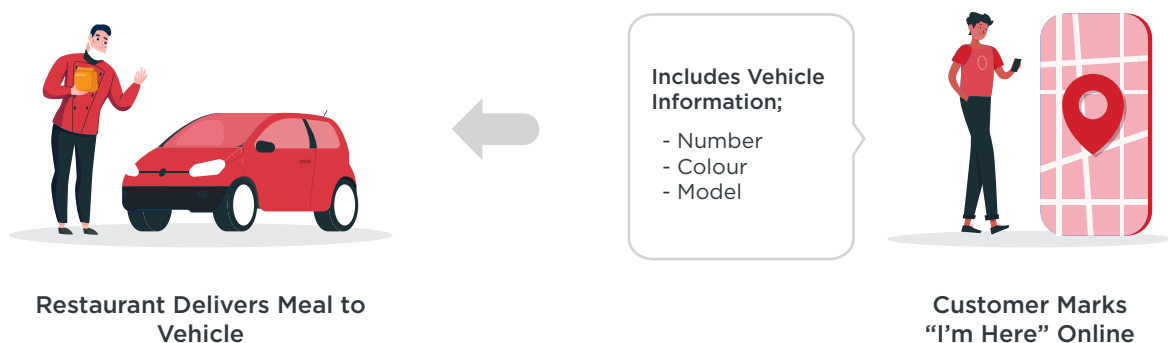 Includes Vehicle
Information;
- Number
- Colour
- Model
Restaurant Delivers Meal to
Vehicle
Customer Marks
“I’m Here” Online